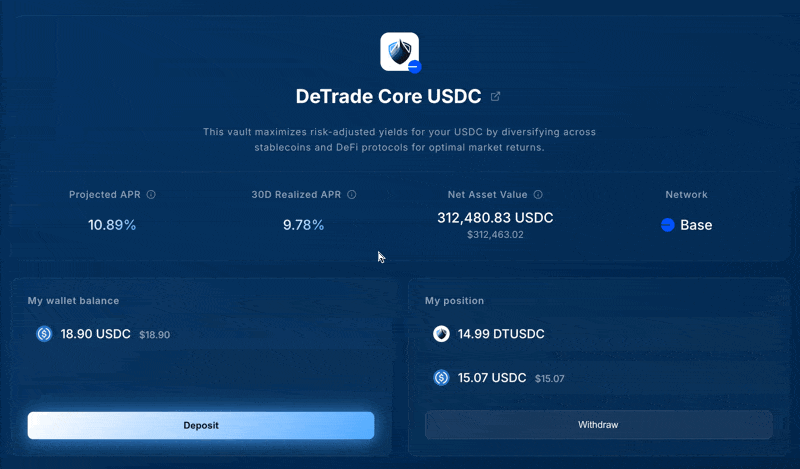 DeTrade Core USDC
This vault maximizes risk-adjusted yields for your USDC by diversifying across
stablecoins and DeFi protocols for optimal market returns.
Projected APR
10.89%
30D Realized APR
9.78%
Net Asset Value
312,480.83 USDC
$312,463.02
Network
Base
My wallet balance
18.90 USDC $18.90
Deposit
My position
14.99 DTUSDC
15.07 USDC $15.07
Withdraw